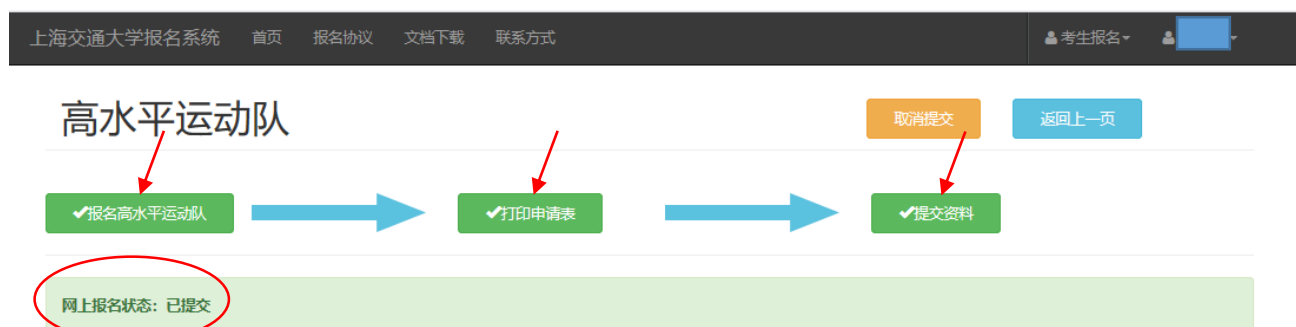 上海交通大学报名系统 首页 报名协议 文档下载 联系方式 考生报名
高水平运动队 取消提交 返回上一页
报名高水平运动队 打印申请表 提交资料
网上报名状态：已提交